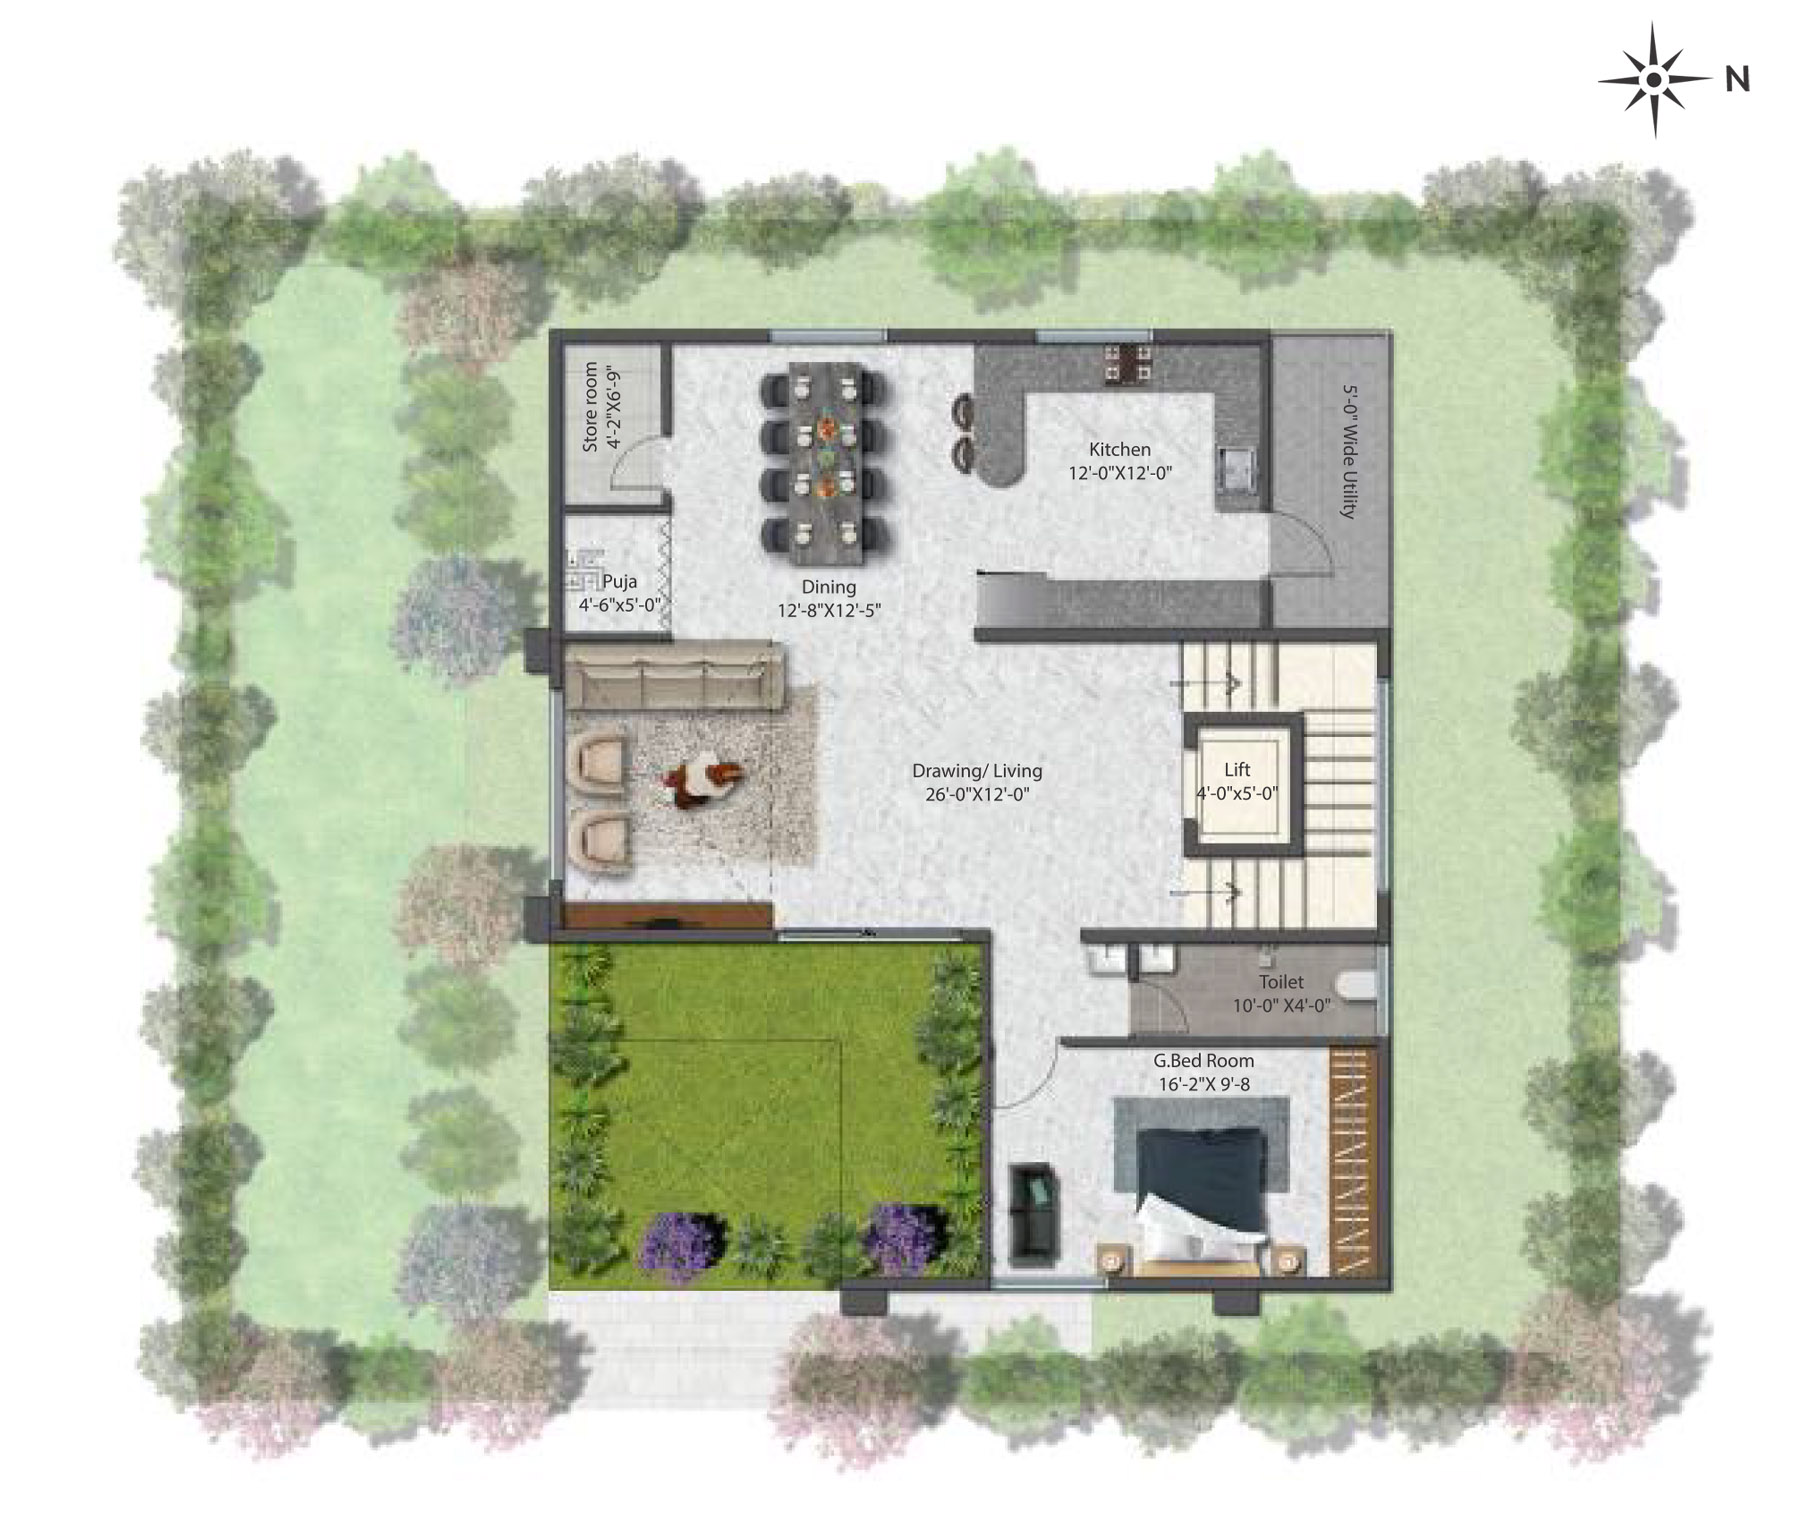 N
Store room
4'-2"X6'-9"
Kitchen
12'-0"X12'-0"
5'-0" Wide Utility
Puja
4'-6"x5'-0"
Dining
12'-8"X12'-5"
Drawing/ Living
26'-0"X12'-0"
Lift
4'-0"x5'-0"
Toilet
10'-0" X4'-0"
G.Bed Room
16'-2"X 9'-8